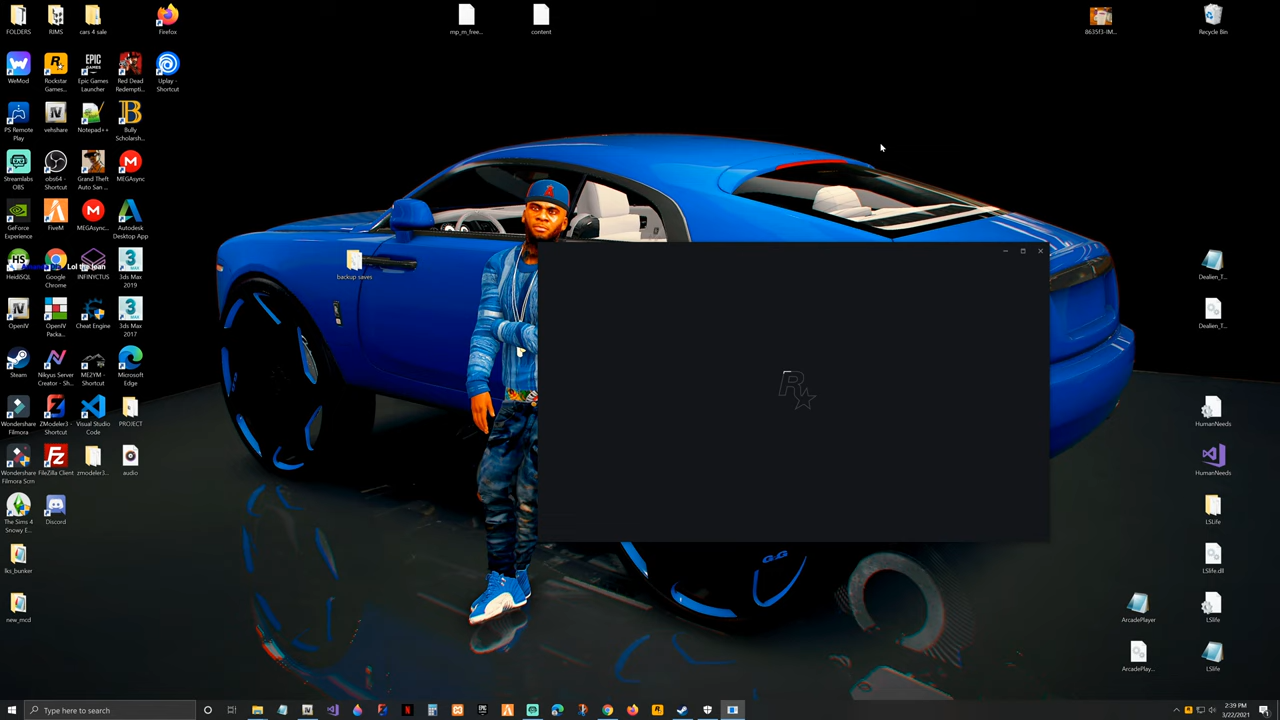 FOLDERS
RIMS
cars 4 sale
Firefox
mp_m_free...
content
8635f3-IM...
Recycle Bin
WeMod
Rockstar
Games...
Epic Games
Launcher
Red Dead
Redempti...
Uplay -
Shortcut
PS Remote
Play
vehshare
Notepad++
Bully
Scholarsh...
Streamlabs
OBS
obs64 -
Shortcut
Grand Theft
Auto San ...
MEGAsync
GeForce
Experience
FiveM
MEGAsync...
Autodesk
Desktop App
Lol the lean
HeidiSQL
Google
Chrome
INFINYCTUS
3ds Max
2019
backup saves
Dealien_T...
OpenIV
OpenIV
Packa...
Cheat Engine
3ds Max
2017
Dealien_T...
Steam
Nikyus Server
Creator - Sh...
ME2YM -
Shortcut
Microsoft
Edge
Wondershare
Filmora
ZModeler3 -
Shortcut
Visual Studio
Code
PROJECT
HumanNeeds
Wondershare
Filmora Scrn
FileZilla Client
zmodeler3...
audio
HumanNeeds
The Sims 4
Snowy E...
Discord
LSLife
lks_bunker
LSlife.dll
new_mcd
ArcadePlayer
LSlife
ArcadePlay...
LSlife
GG
Type here to search
2:39 PM
3/22/2021